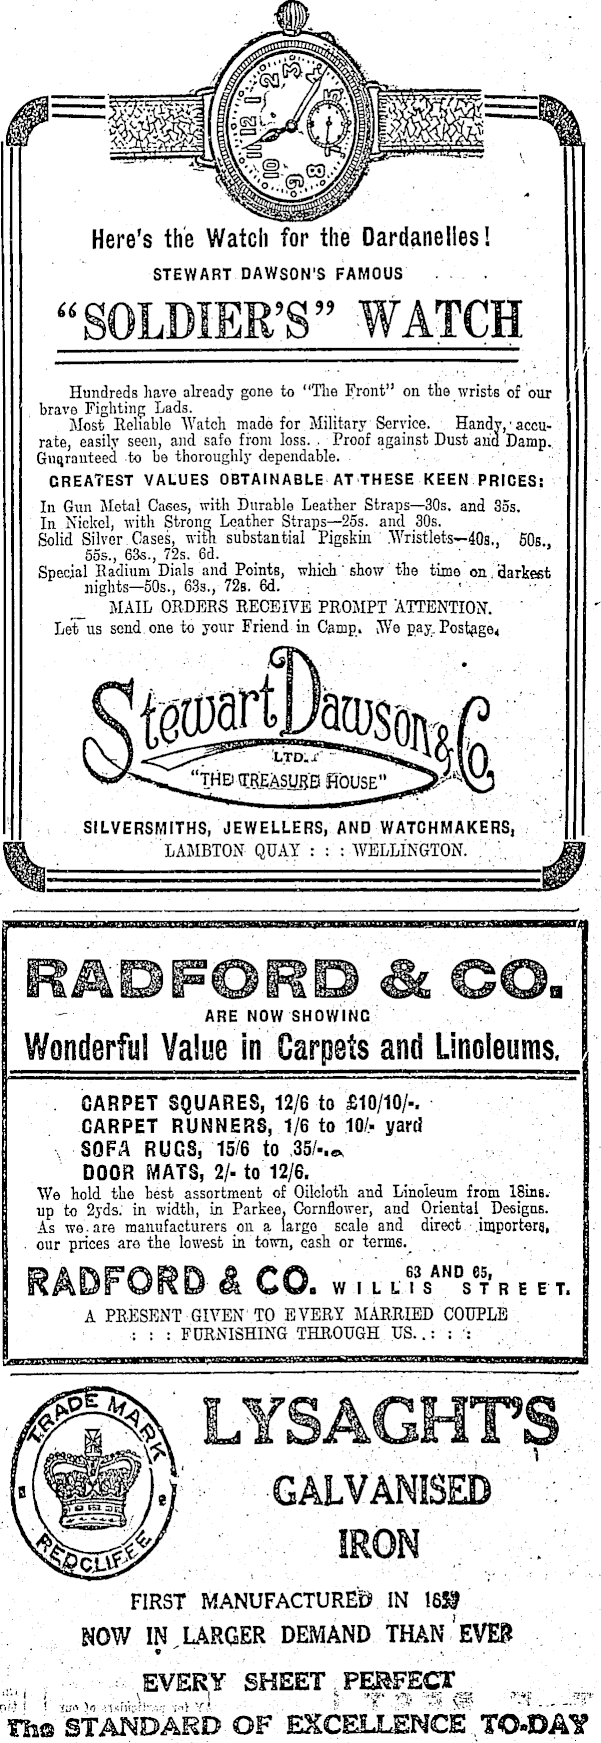 1 2 3 4 5 8 9 10 11 12
Here's the Watch for the Dardanelles!
STEWART DAWSON'S FAMOUS
"SOLDIER'S" WATCH
Hundreds have already gone to "The Front" on the wrists of our
brave Fighting Lads.
Most Reliable Watch made for Military Service. Handy, accu-
rate, easily seen, and safe from loss. Proof against Dust and Damp.
Guaranteed to be thoroughly dependable.
GREATEST VALUES OBTAINABLE AT THESE KEEN PRICES:
In Gun Metal Cases, with Durable Leather Straps—30s. and 35s.
In Nickel, with Strong Leather Straps—25s. and 30s.
Solid Silver Cases, with substantial Pigskin Wristlets—40s., 50s.,
55s., 63s., 72s. 6d.
Special Radium Dials and Points, which show the time on darkest
nights—50s., 63s., 72s. 6d.
MAIL ORDERS RECEIVE PROMPT ATTENTION.
Let us send one to your Friend in Camp. We pay Postage.
Stewart Dawson & Co.
LTD.
"THE TREASURE HOUSE"
SILVERSMITHS, JEWELLERS, AND WATCHMAKERS,
LAMBTON QUAY : : : WELLINGTON.
RADFORD & CO.
ARE NOW SHOWING
Wonderful Value in Carpets and Linoleums.
CARPET SQUARES, 12/6 to £10/10/-.
CARPET RUNNERS, 1/6 to 10/- yard
SOFA RUGS, 15/6 to 35/-.
DOOR MATS, 2/- to 12/6.
We hold the best assortment of Oilcloth and Linoleum from 18ins.
up to 2yds. in width, in Parkee, Cornflower, and Oriental Designs.
As we are manufacturers on a large scale and direct importers,
our prices are the lowest in town, cash or terms.
RADFORD & CO. 63 AND 65, WILLIS STREET.
A PRESENT GIVEN TO EVERY MARRIED COUPLE
: : : FURNISHING THROUGH US. : : :
TRADE MARK
REDCLIFFE
LYSAGHT'S
GALVANISED
IRON
FIRST MANUFACTURED IN
NOW IN LARGER DEMAND THAN EVER
EVERY SHEET PERFECT
The STANDARD OF EXCELLENCE TO-DAY